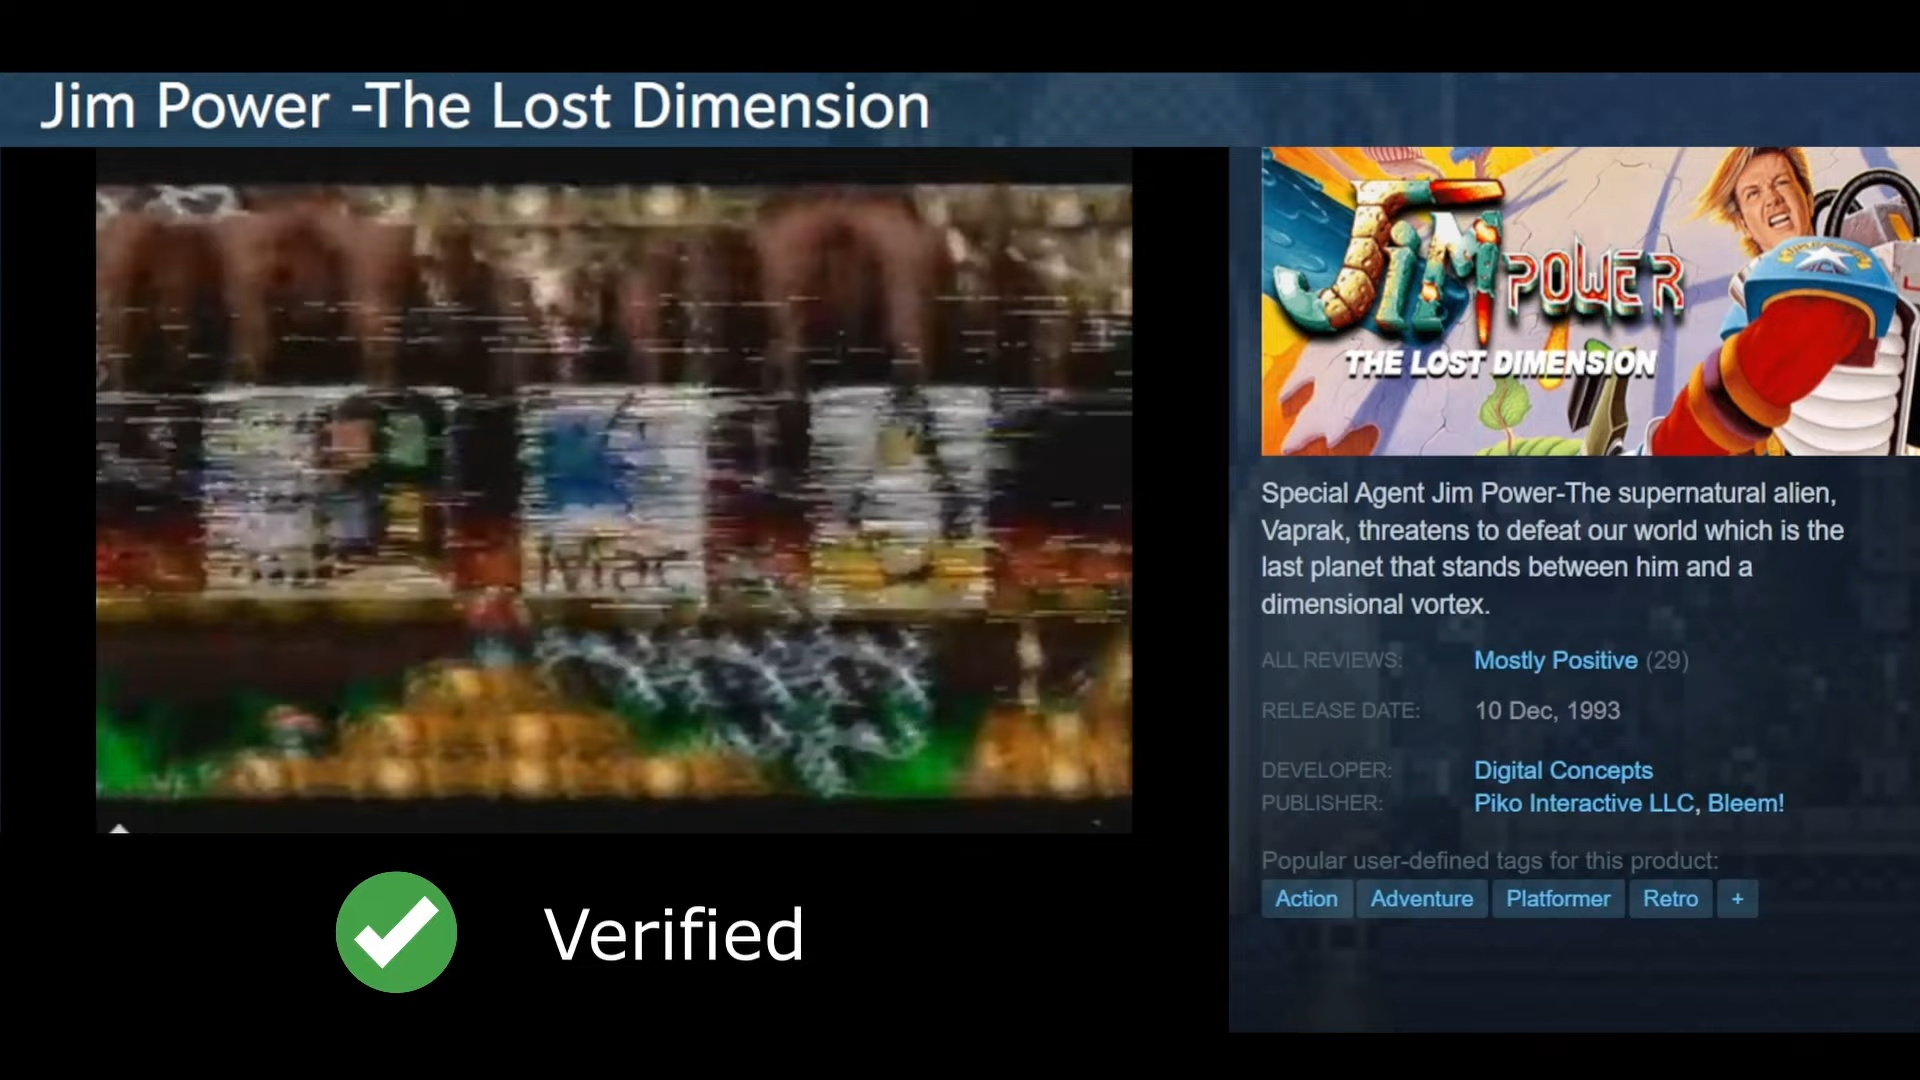 Jim Power -The Lost Dimension
Mac
JiM POWER
THE LOST DIMENSION
Special Agent Jim Power-The supernatural alien,
Vaprak, threatens to defeat our world which is the
last planet that stands between him and a
dimensional vortex.
ALL REVIEWS: Mostly Positive (29)
RELEASE DATE: 10 Dec, 1993
DEVELOPER: Digital Concepts
PUBLISHER: Piko Interactive LLC, Bleem!
Popular user-defined tags for this product:
Action Adventure Platformer Retro +
Verified